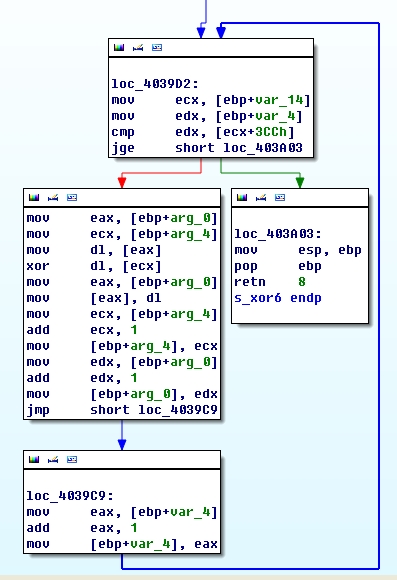 loc_4039D2:
mov ecx, [ebp+var_14]
mov edx, [ebp+var_4]
cmp edx, [ecx+3CCh]
jge short loc_403A03
mov eax, [ebp+arg_0]
mov ecx, [ebp+arg_4]
mov dl, [eax]
xor dl, [ecx]
mov eax, [ebp+arg_0]
mov [eax], dl
mov ecx, [ebp+arg_4]
add ecx, 1
mov [ebp+arg_4], ecx
mov edx, [ebp+arg_0]
add edx, 1
mov [ebp+arg_0], edx
jmp short loc_4039C9
loc_403A03:
mov esp, ebp
pop ebp
retn 8
s_xor6 endp
loc_4039C9:
mov eax, [ebp+var_4]
add eax, 1
mov [ebp+var_4], eax